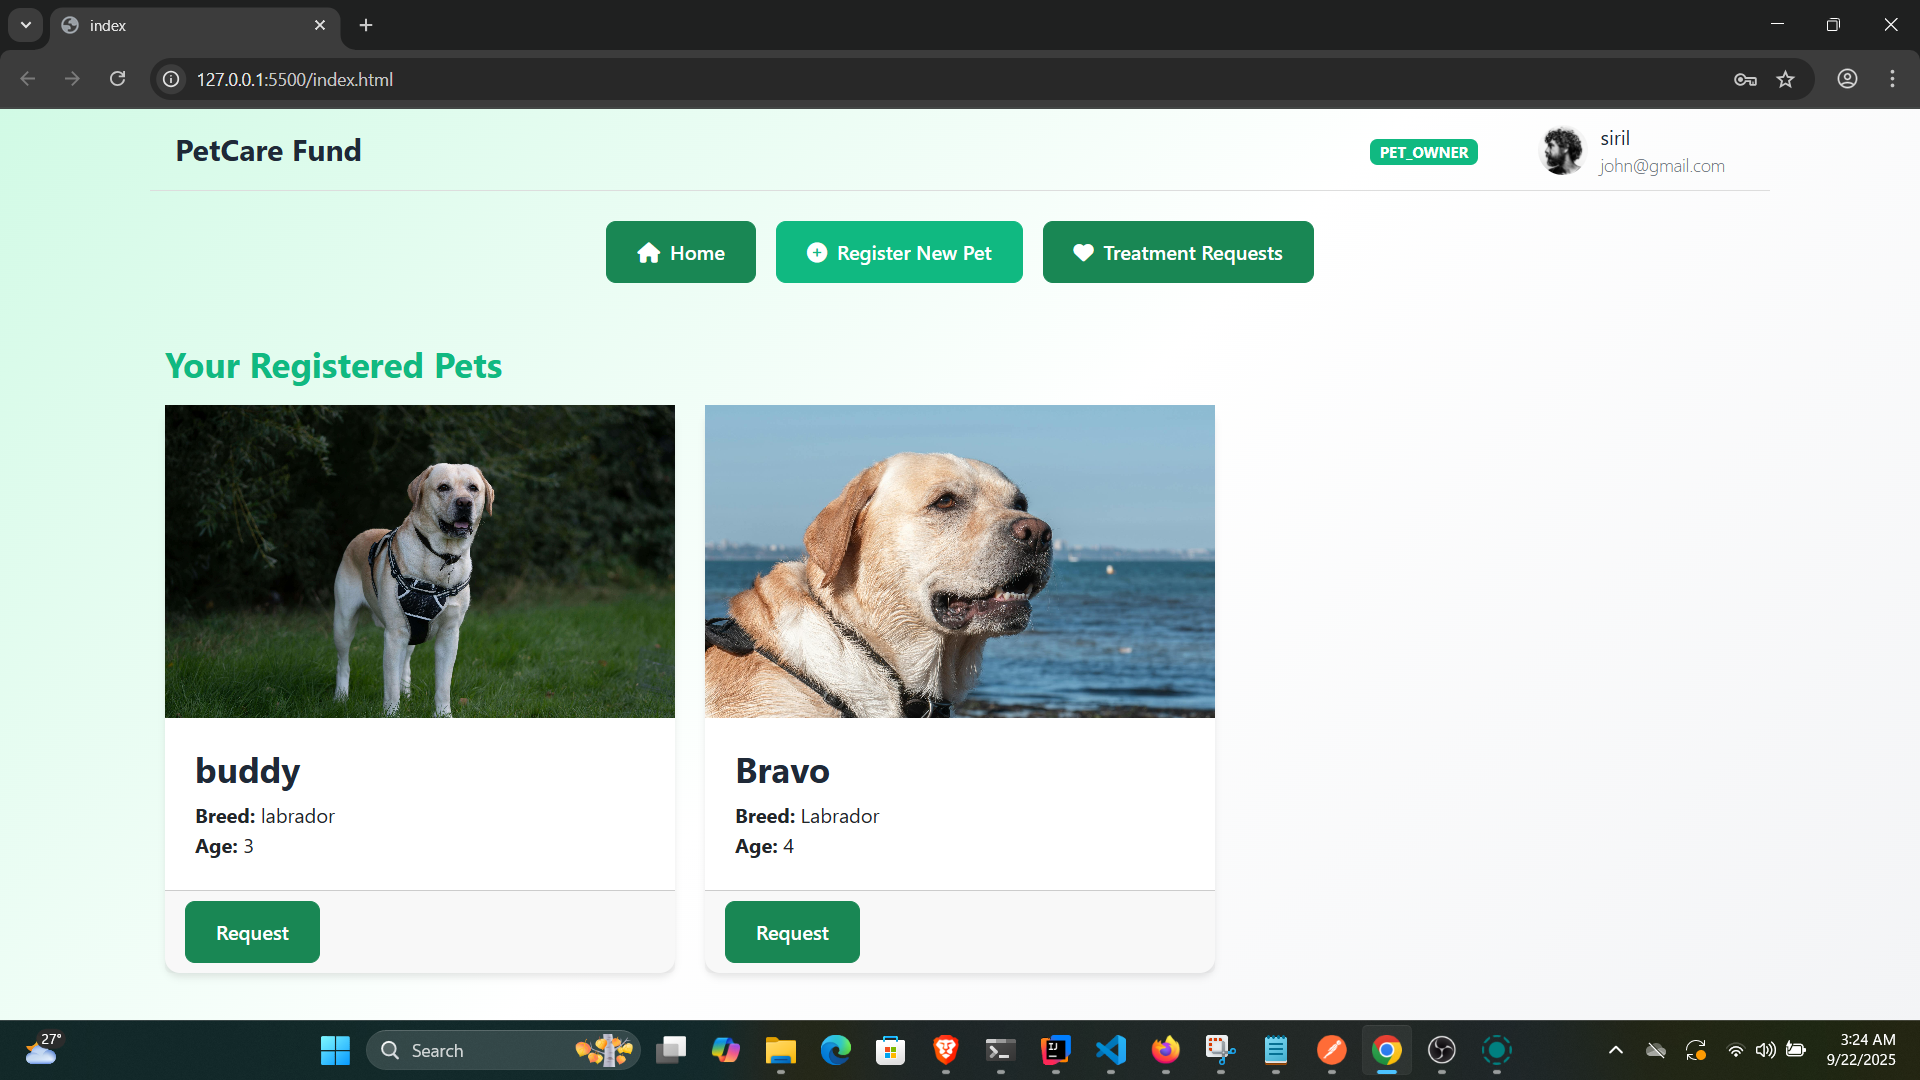 index
127.0.0.1:5500/index.html
PetCare Fund
PET_OWNER
siril
john@gmail.com
Home
Register New Pet
Treatment Requests
Your Registered Pets
buddy
Breed: labrador
Age: 3
Request
Bravo
Breed: Labrador
Age: 4
Request
27°
Search
3:24 AM
9/22/2025